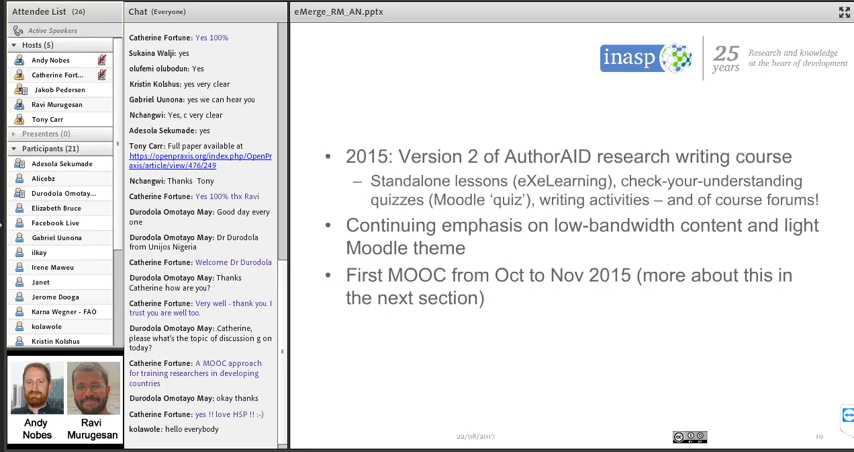 Attendee List (26)
Active Speakers
Hosts (5)
Andy Nobes
Catherine Fort...
Jakob Pedersen
Ravi Murugesan
Tony Carr
Presenters (0)
Participants (21)
Adesola Sekumade
Alicebz
Durodola Omotay...
Elizabeth Bruce
Facebook Live
Gabriel Uunona
ilkay
Irene Maweu
Janet
Jerome Dooga
Karna Wegner - FAO
kolawole
Kristin Kolshus
Andy
Nobes
Ravi
Murugesan
Chat (Everyone)
Catherine Fortune: Yes 100%
Sukaina Walji: yes
olufemi olubodun: Yes
Kristin Kolshus: yes very clear
Gabriel Uunona: yes we can hear you
Nchangwi: Yes, c very clear
Adesola Sekumade: yes
Tony Carr: Full paper available at
https://openpraxis.org/index.php/OpenPr
axis/article/view/476/249
Nchangwi: Thanks Tony
Catherine Fortune: Yes 100% thx Ravi
Durodola Omotayo May: Good day every
one
Durodola Omotayo May: Dr Durodola
from Unijos Nigeria
Catherine Fortune: Welcome Dr Durodola
Durodola Omotayo May: Thanks
Catherine how are you?
Catherine Fortune: Very well - thank you. I
trust you are well too.
Durodola Omotayo May: Catherine,
please what's the topic of discussion g on
today?
Catherine Fortune: A MOOC approach
for training researchers in developing
countries
Durodola Omotayo May: okay thanks
Catherine Fortune: yes !! love H5P !! :-)
kolawole: hello everybody
eMerge_RM_AN.pptx
inasp
25
years
Research and knowledge
at the heart of development
• 2015: Version 2 of AuthorAID research writing course
– Standalone lessons (eXeLearning), check-your-understanding
quizzes (Moodle ‘quiz’), writing activities – and of course forums!
• Continuing emphasis on low-bandwidth content and light
Moodle theme
• First MOOC from Oct to Nov 2015 (more about this in
the next section)
22/08/2017
10